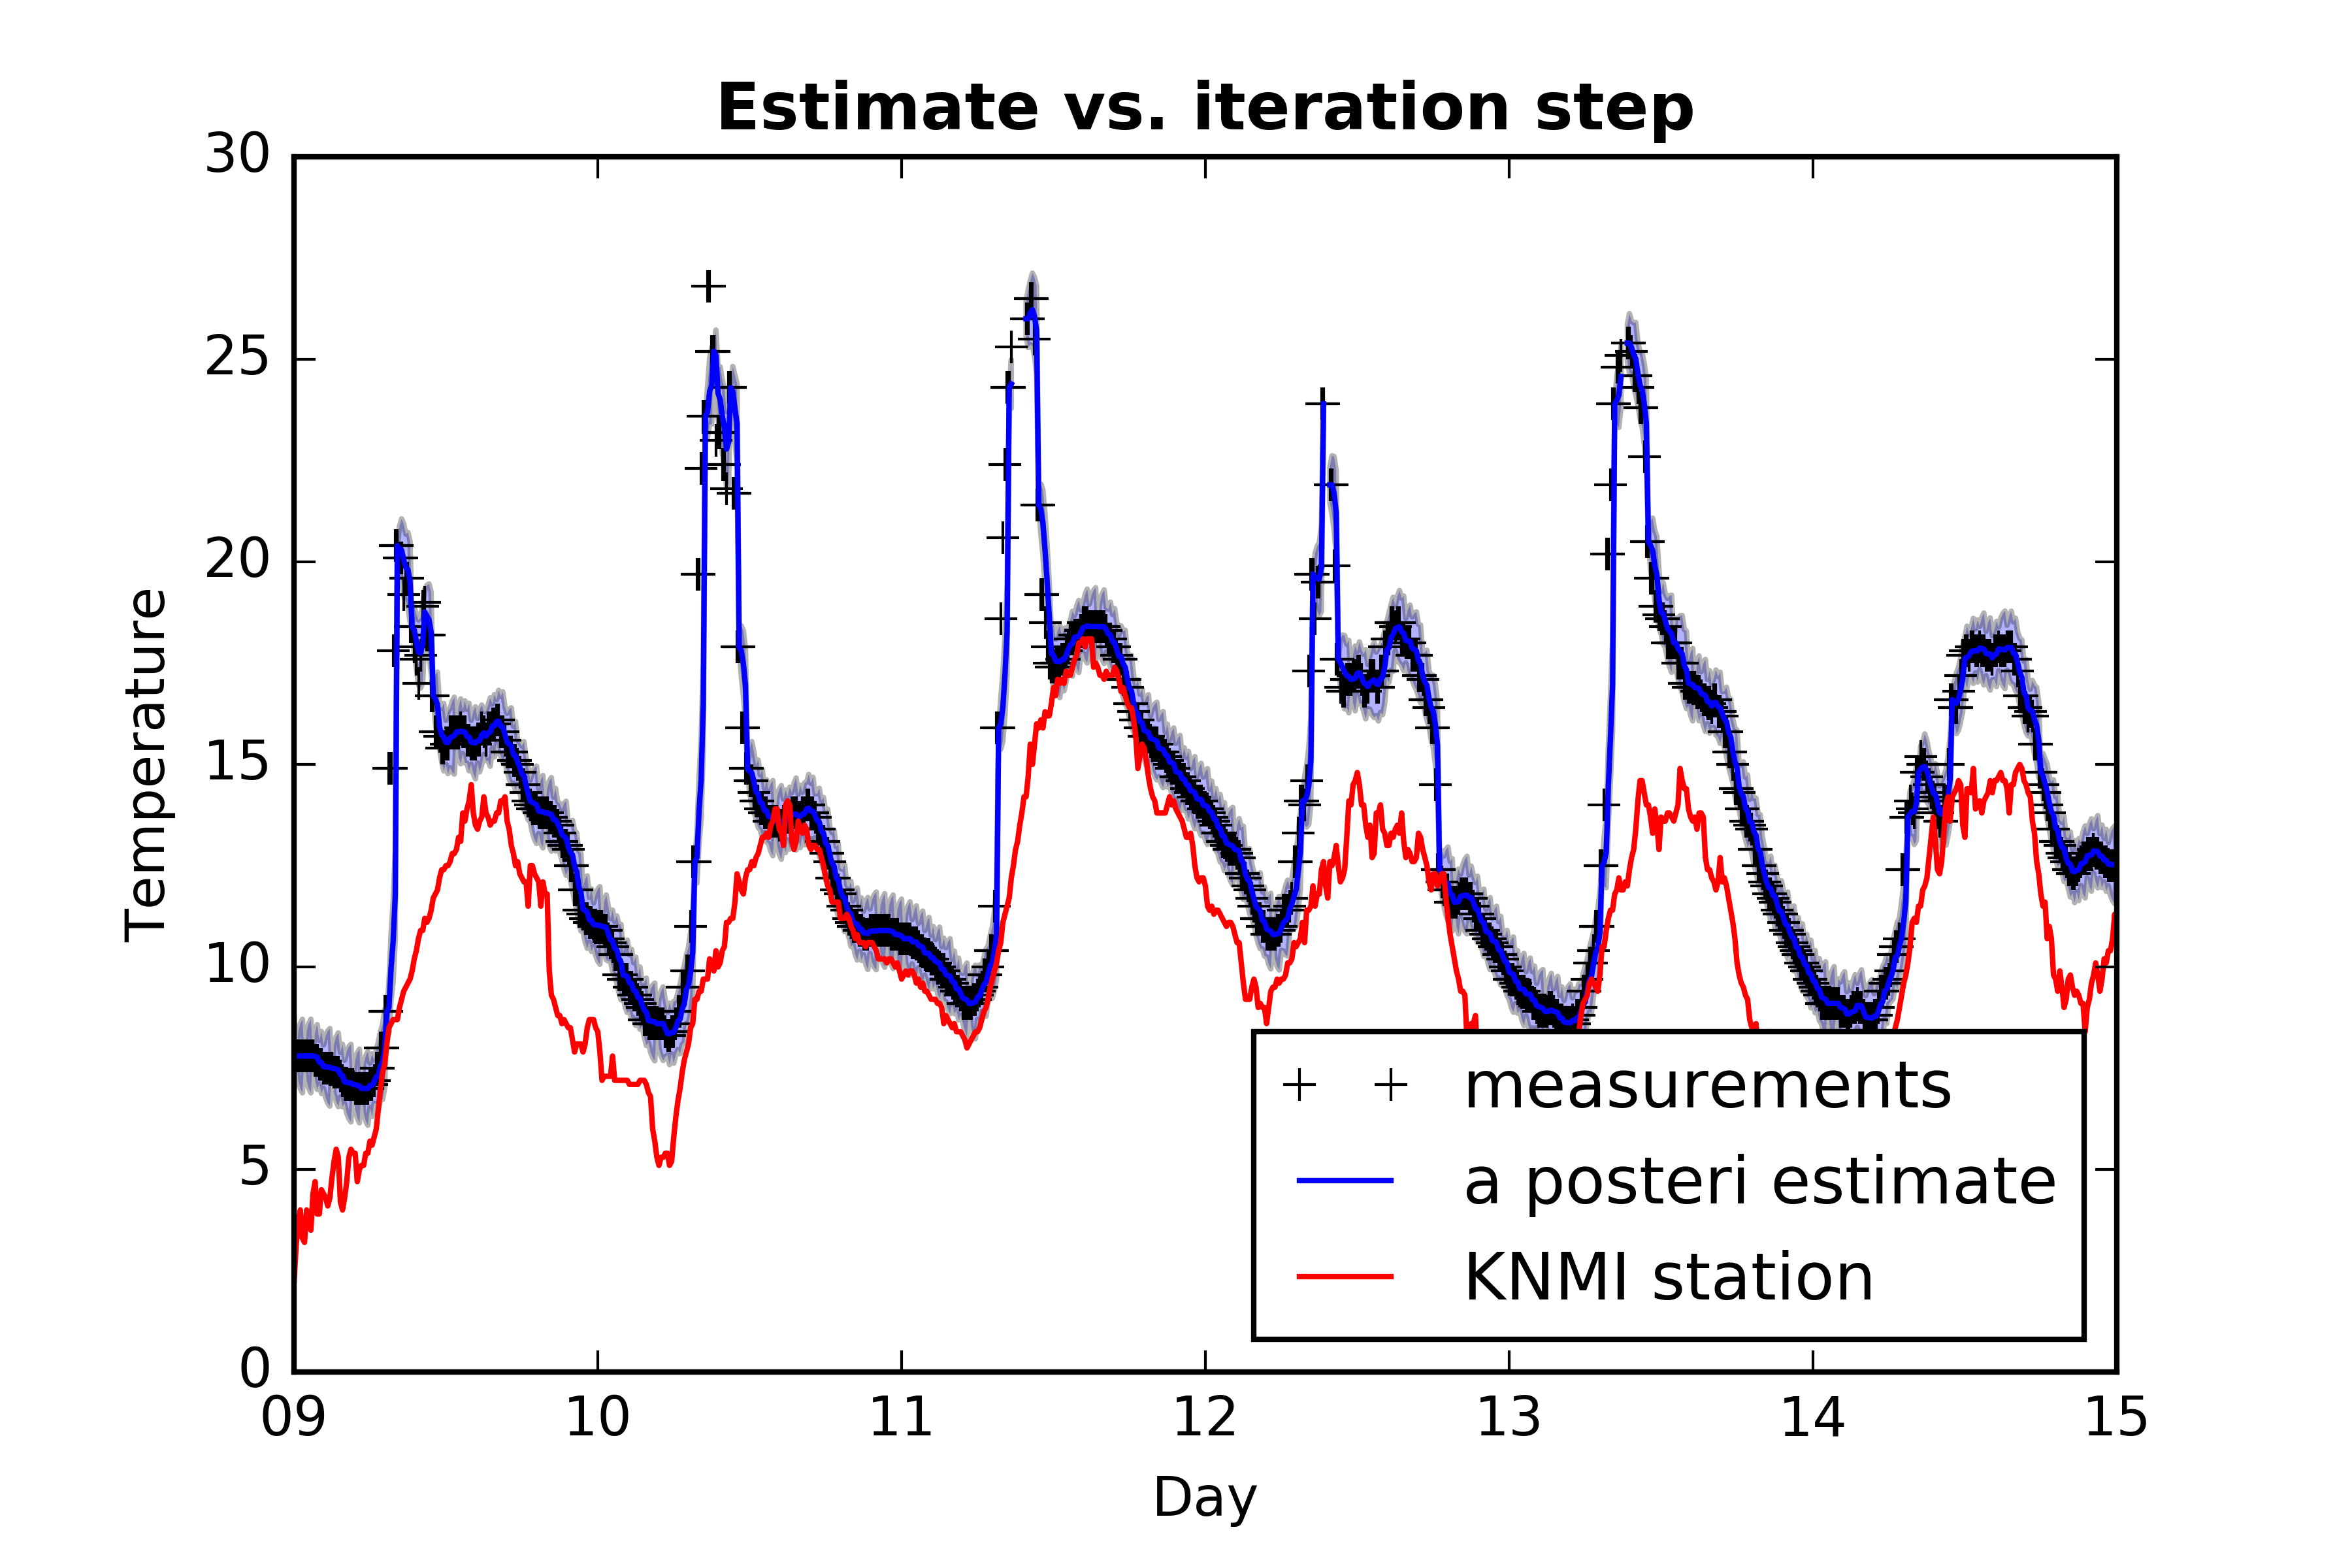 Estimate vs. iteration step
30
25
20
15
10
5
0
Temperature
09 10 11 12 13 14 15
Day
measurements
a posteri estimate
KNMI station